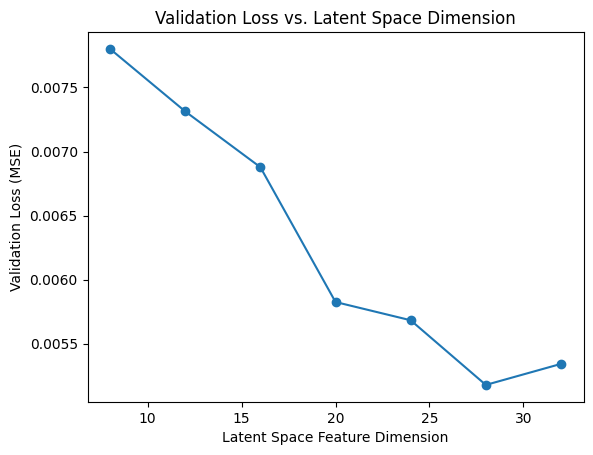 Validation Loss vs. Latent Space Dimension
0.0075
0.0070
0.0065
0.0060
0.0055
Validation Loss (MSE)
10 15 20 25 30
Latent Space Feature Dimension